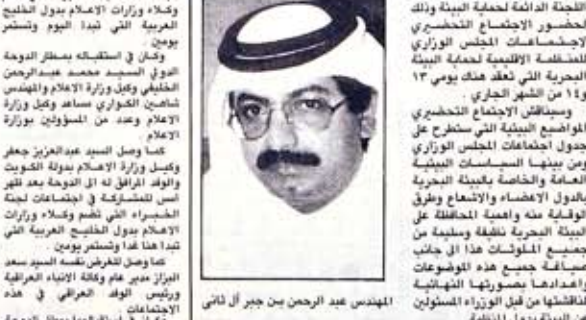 اللجنة الدائمة لحماية البيئة وذلك
لحضور الاجتماع التحضيري
لاجتماعات المجلس الوزاري
للمنظمة الاقليمية لحماية البيئة
البحرية التي تعقد هناك يومي ١٣
و١٤ من الشهر الجاري.
وسيناقش الاجتماع التحضيري
المواضيع البيئية التي ستطرح على
جدول اجتماعات المجلس الوزاري
ومن بينها السياسات البيئية
العامة والخاصة بالبيئة البحرية
بالدول الاعضاء والاشعاع وطرق
الوقاية منه واهمية المحافظة على
البيئة البحرية نظيفة وسليمة من
جميع الملوثات هذا الى جانب
صياغة جميع هذه الموضوعات
واعدادها بصورتها النهائية
لمناقشتها من قبل الوزراء المسئولين
عن البيئة بدول المنظمة
المهندس عبد الرحمن بن جبر آل ثاني
وكلاء وزارات الاعلام بدول الخليج
العربية التي تبدا اليوم وتستمر
يومين.
وكان في استقباله بمطار الدوحة
الدولي السيد محمد عبدالرحمن
الخليفي وكيل وزارة الاعلام والمهندس
شاهين الكواري مساعد وكيل وزارة
الاعلام وعدد من المسؤولين بوزارة
الاعلام.
كما وصل السيد عبدالعزيز جعفر
وكيل وزارة الاعلام بدولة الكويت
والوفد المرافق له الى الدوحة بعد ظهر
امس للمشاركة في اجتماعات لجنة
الخبراء التي تضم وكلاء وزارات
الاعلام بدول الخليج العربية التي
تبدا هنا غدا وتستمر يومين.
كما وصل للغرض نفسه السيد سعد
البزاز مدير عام وكالة الانباء العراقية
ورئيس الوفد العراقي في هذه
الاجتماعات